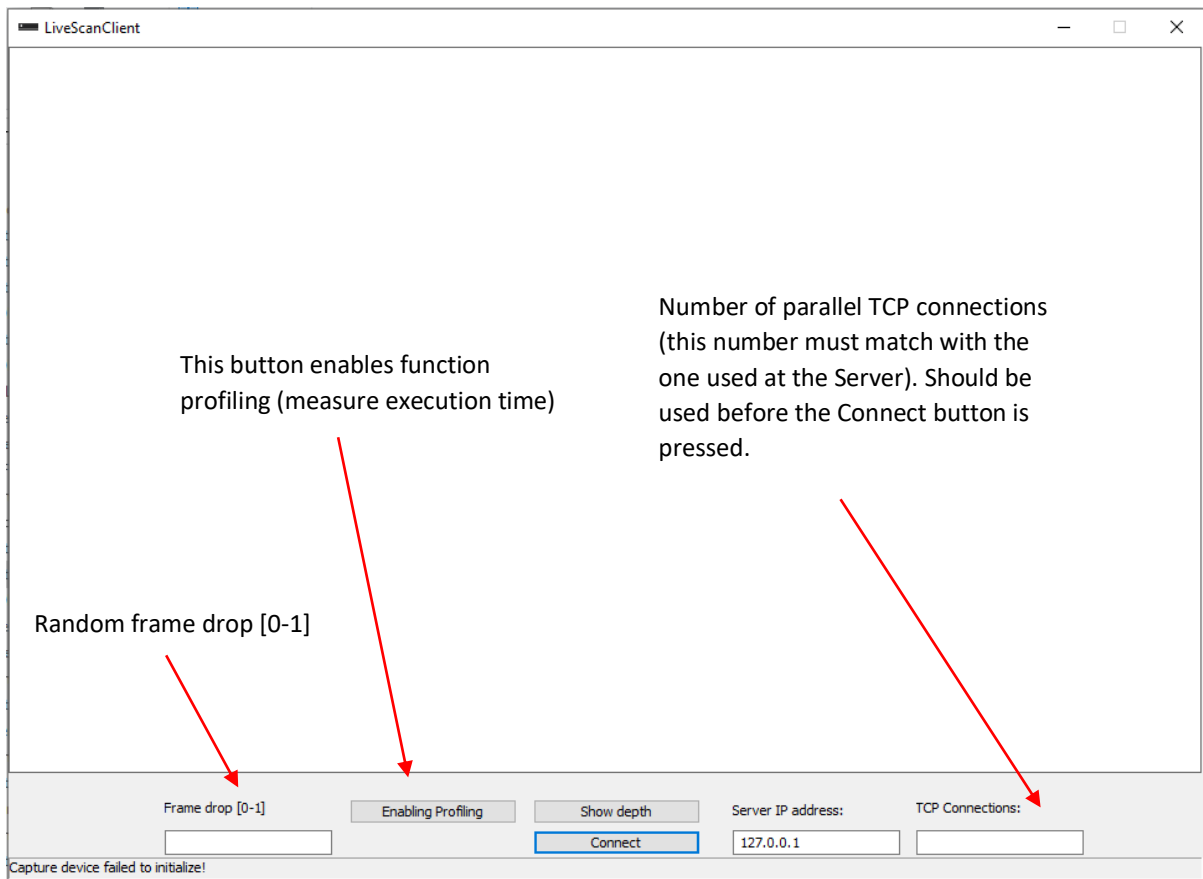 LiveScanClient
Number of parallel TCP connections
(this number must match with the
one used at the Server). Should be
used before the Connect button is
pressed.
This button enables function
profiling (measure execution time)
Random frame drop [0-1]
Frame drop [0-1]
Enabling Profiling
Show depth
Server IP address:
TCP Connections:
Connect
127.0.0.1
Capture device failed to initialize!